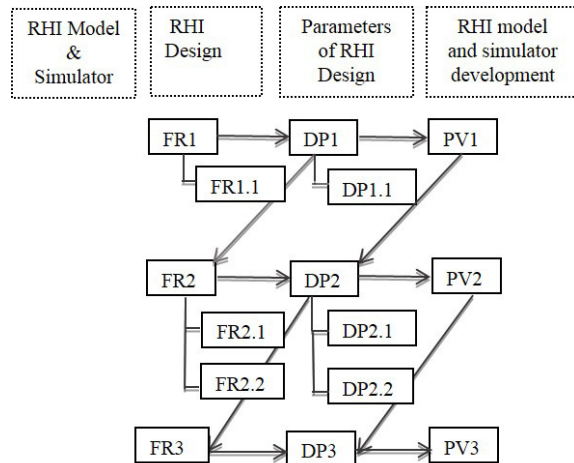 RHI Model
&
Simulator
RHI
Design
Parameters
of RHI
Design
RHI model
and simulator
development
FR1
DP1
PV1
FR1.1
DP1.1
FR2
DP2
PV2
FR2.1
DP2.1
FR2.2
DP2.2
FR3
DP3
PV3